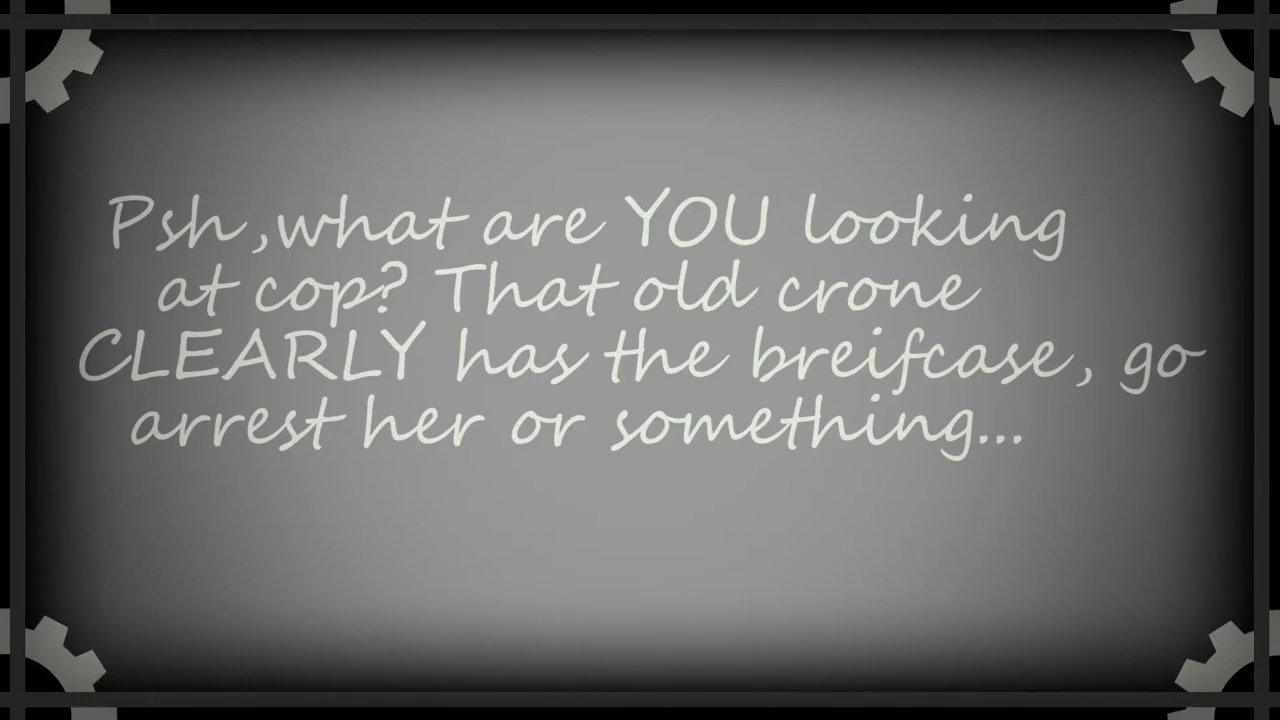 Psh,what are YOU looking
at cop? That old crone
CLEARLY has the breifcase, go
arrest her or something...